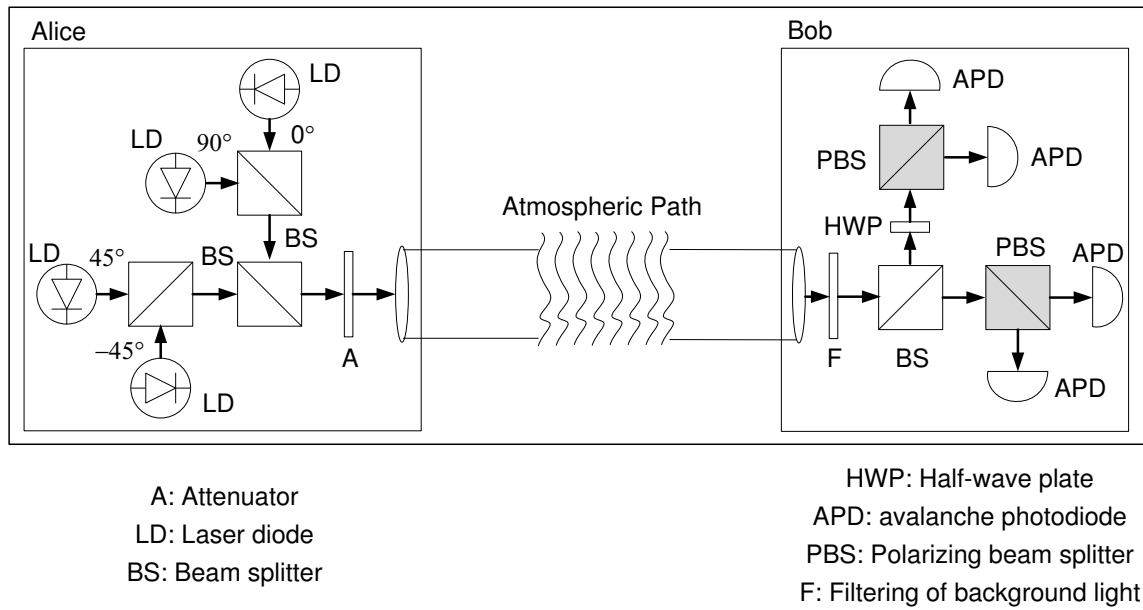 Alice
Bob
LD
LD
90°
0°
BS
LD
45°
BS
−45°
LD
A
Atmospheric Path
APD
PBS
APD
HWP
PBS
APD
F
BS
APD
A: Attenuator
LD: Laser diode
BS: Beam splitter
HWP: Half-wave plate
APD: avalanche photodiode
PBS: Polarizing beam splitter
F: Filtering of background light